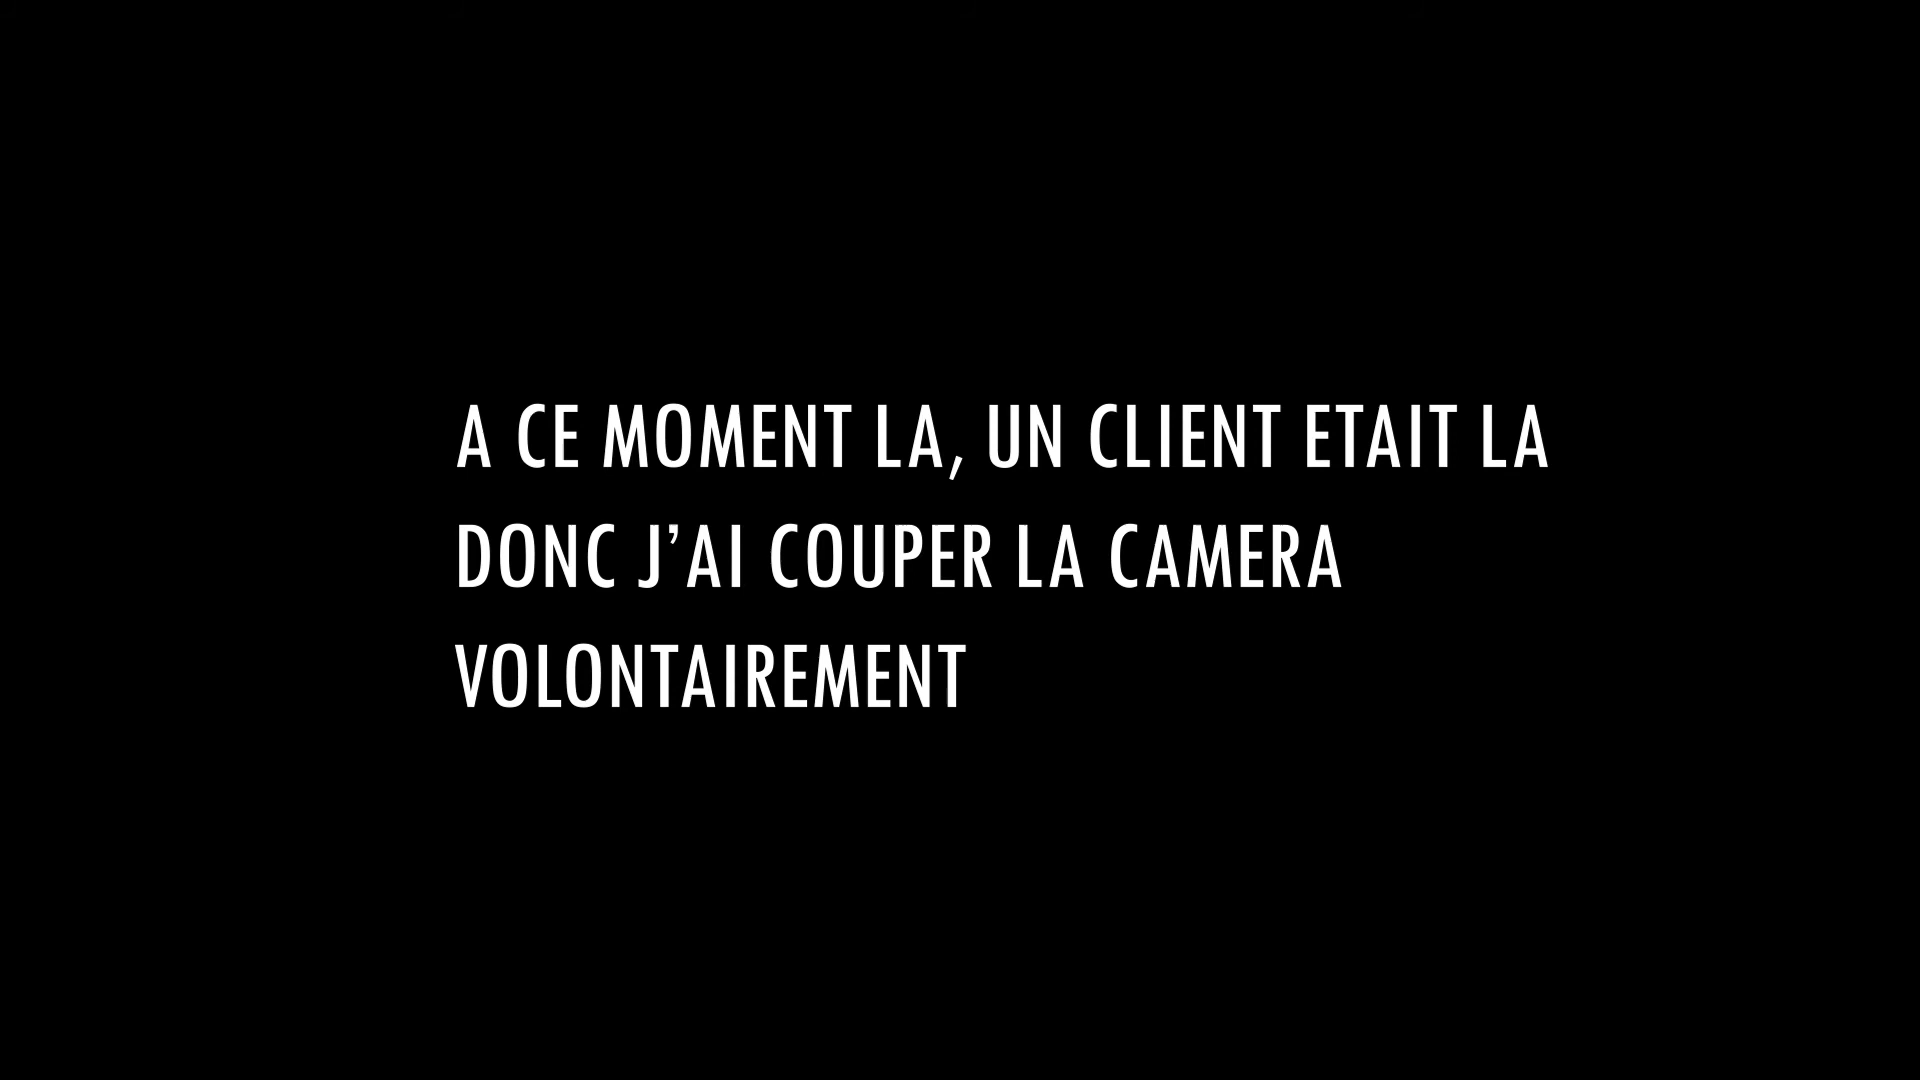 A CE MOMENT LA, UN CLIENT ETAIT LA
DONC J’AI COUPER LA CAMERA
VOLONTAIREMENT